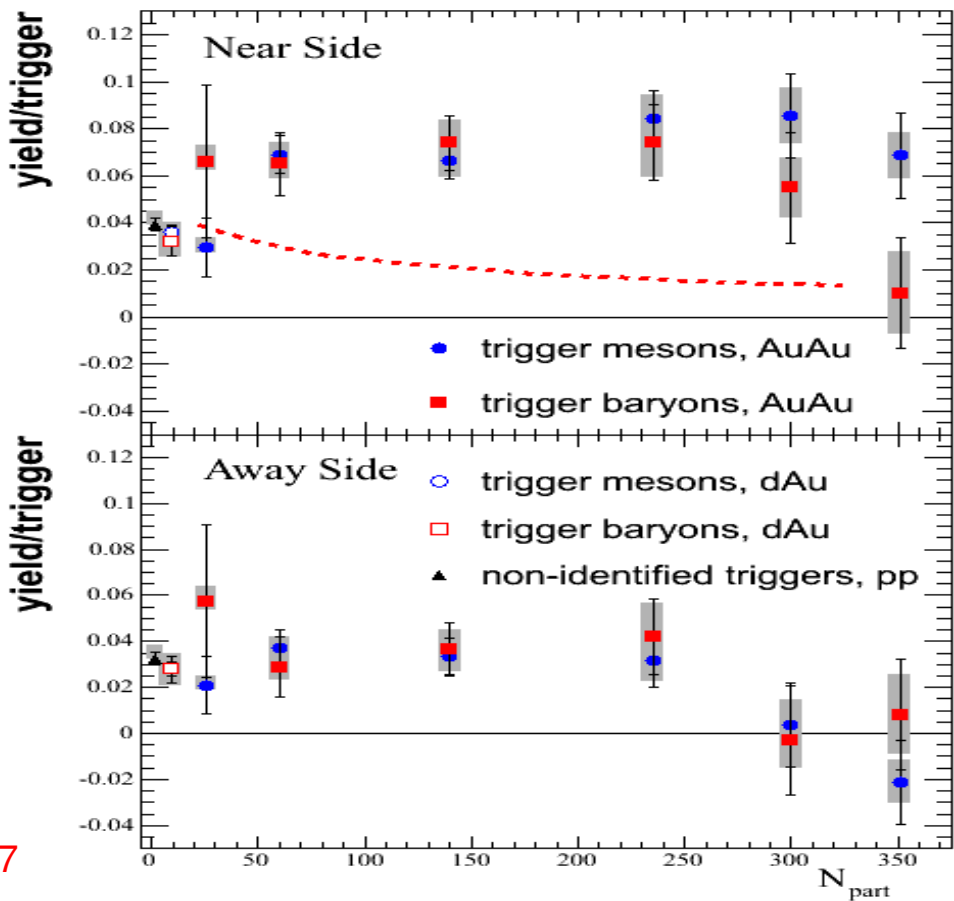 yield/trigger
0.12
Near Side
0.1
0.08
0.06
0.04
0.02
0
-0.02
trigger mesons, AuAu
-0.04
trigger baryons, AuAu
yield/trigger
0.12
Away Side
trigger mesons, dAu
0.1
trigger baryons, dAu
0.08
non-identified triggers, pp
0.06
0.04
0.02
0
-0.02
-0.04
7
0 50 100 150 200 250 300 350
N part